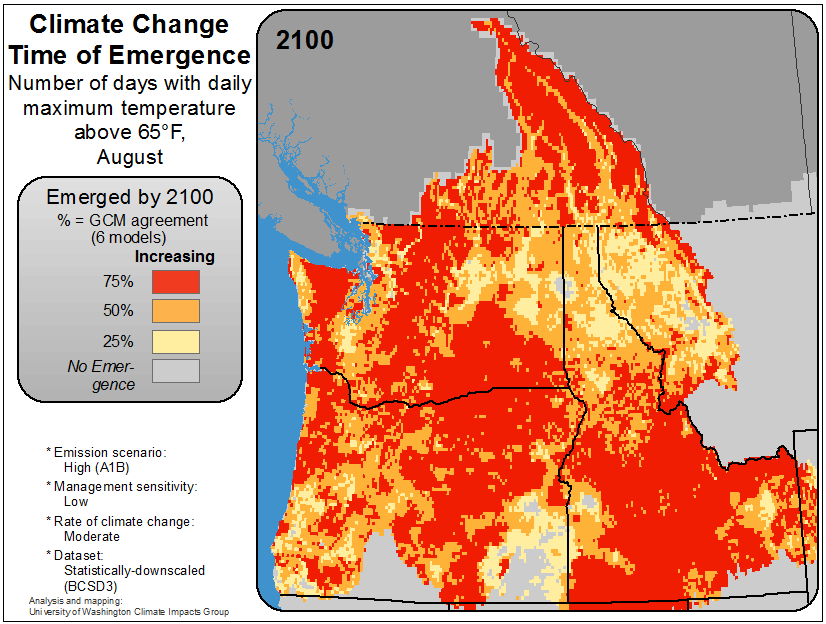 Climate Change
Time of Emergence
Number of days with daily
maximum temperature
above 65°F,
August
2100
Emerged by 2100
% = GCM agreement
(6 models)
Increasing
75%
50%
25%
No Emer-
gence
* Emission scenario:
High (A1B)
* Management sensitivity:
Low
* Rate of climate change:
Moderate
* Dataset:
Statistically-downscaled
(BCSD3)
Analysis and mapping:
University of Washington Climate Impacts Group